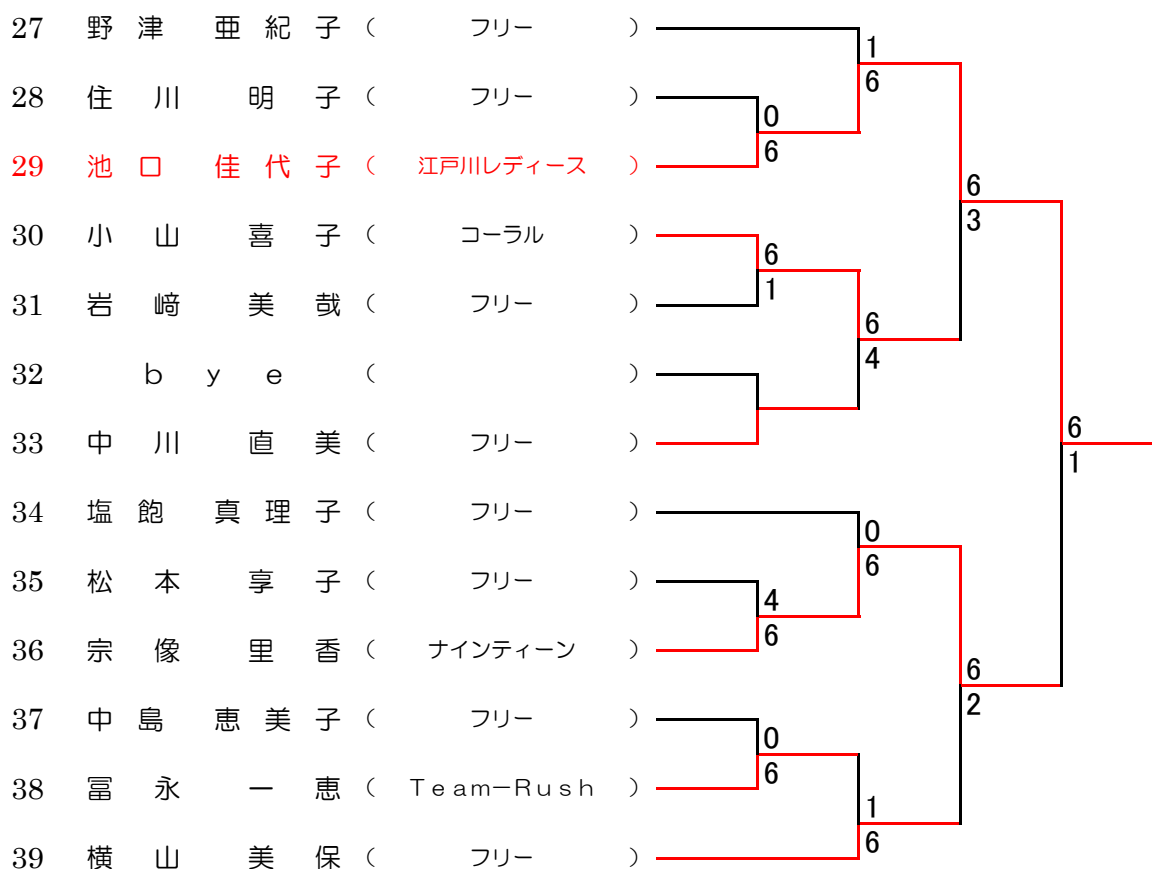 27 野津 亜紀子 ( フリー )
1
6
28 住川 明子 ( フリー )
0
6
29 池口 佳代子 ( 江戸川レディース )
6
3
30 小山 喜子 ( コーラル )
6
1
31 岩﨑 美哉 ( フリー )
6
4
32 bye ( )
33 中川 直美 ( フリー )
6
1
34 塩飽 真理子 ( フリー )
0
6
35 松本 享子 ( フリー )
4
6
36 宗像 里香 ( ナインティーン )
6
2
37 中島 恵美子 ( フリー )
0
6
38 冨永 一恵 ( Team−Rush )
1
6
39 横山 美保 ( フリー )